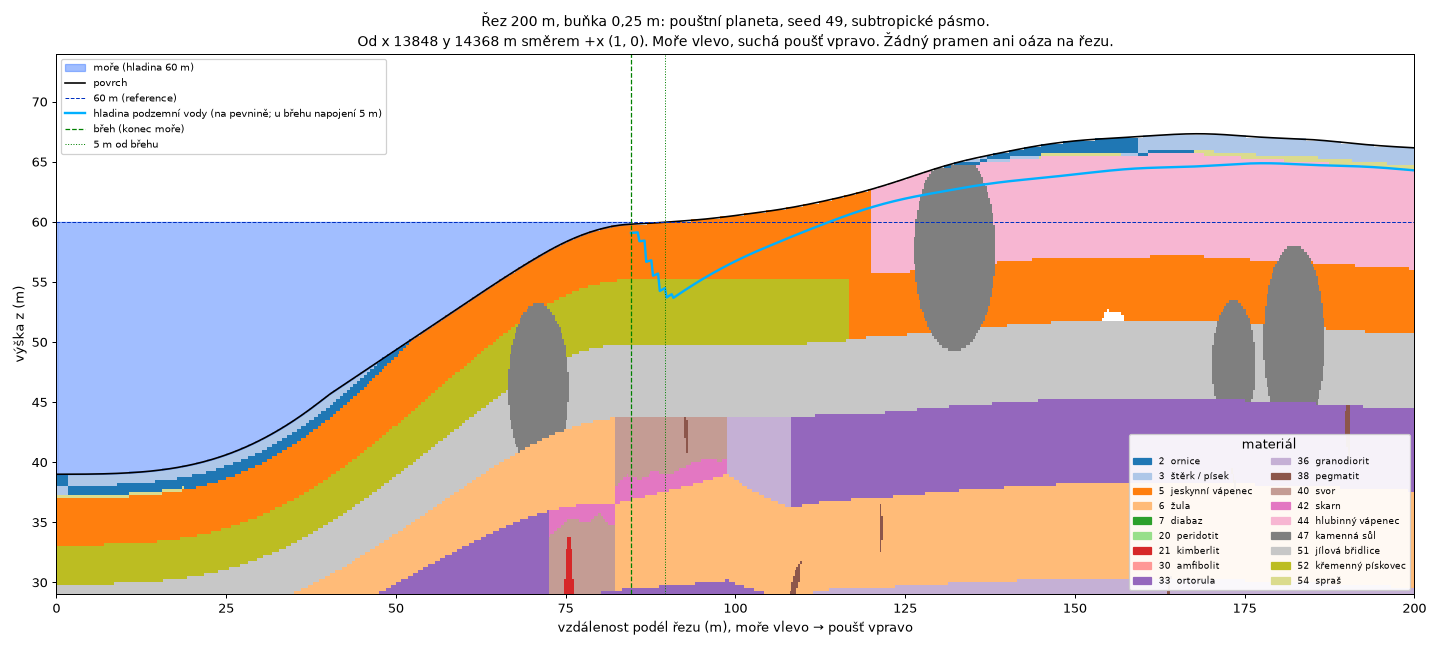 Řez 200 m, buňka 0,25 m: pouštní planeta, seed 49, subtropické pásmo.
Od x 13848 y 14368 m směrem +x (1, 0). Moře vlevo, suchá poušť vpravo. Žádný pramen ani oáza na řezu.
moře (hladina 60 m)
povrch
60 m (reference)
hladina podzemní vody (na pevnině; u břehu napojení 5 m)
břeh (konec moře)
5 m od břehu
výška z (m)
70
65
60
55
50
45
40
35
30
materiál
2 ornice
3 štěrk / písek
5 jeskynní vápenec
6 žula
7 diabaz
20 peridotit
21 kimberlit
30 amfibolit
33 ortorula
36 granodiorit
38 pegmatit
40 svor
42 skarn
44 hlubinný vápenec
47 kamenná sůl
51 jílová břidlice
52 křemenný pískovec
54 spraš
0 25 50 75 100 125 150 175 200
vzdálenost podél řezu (m), moře vlevo → poušť vpravo